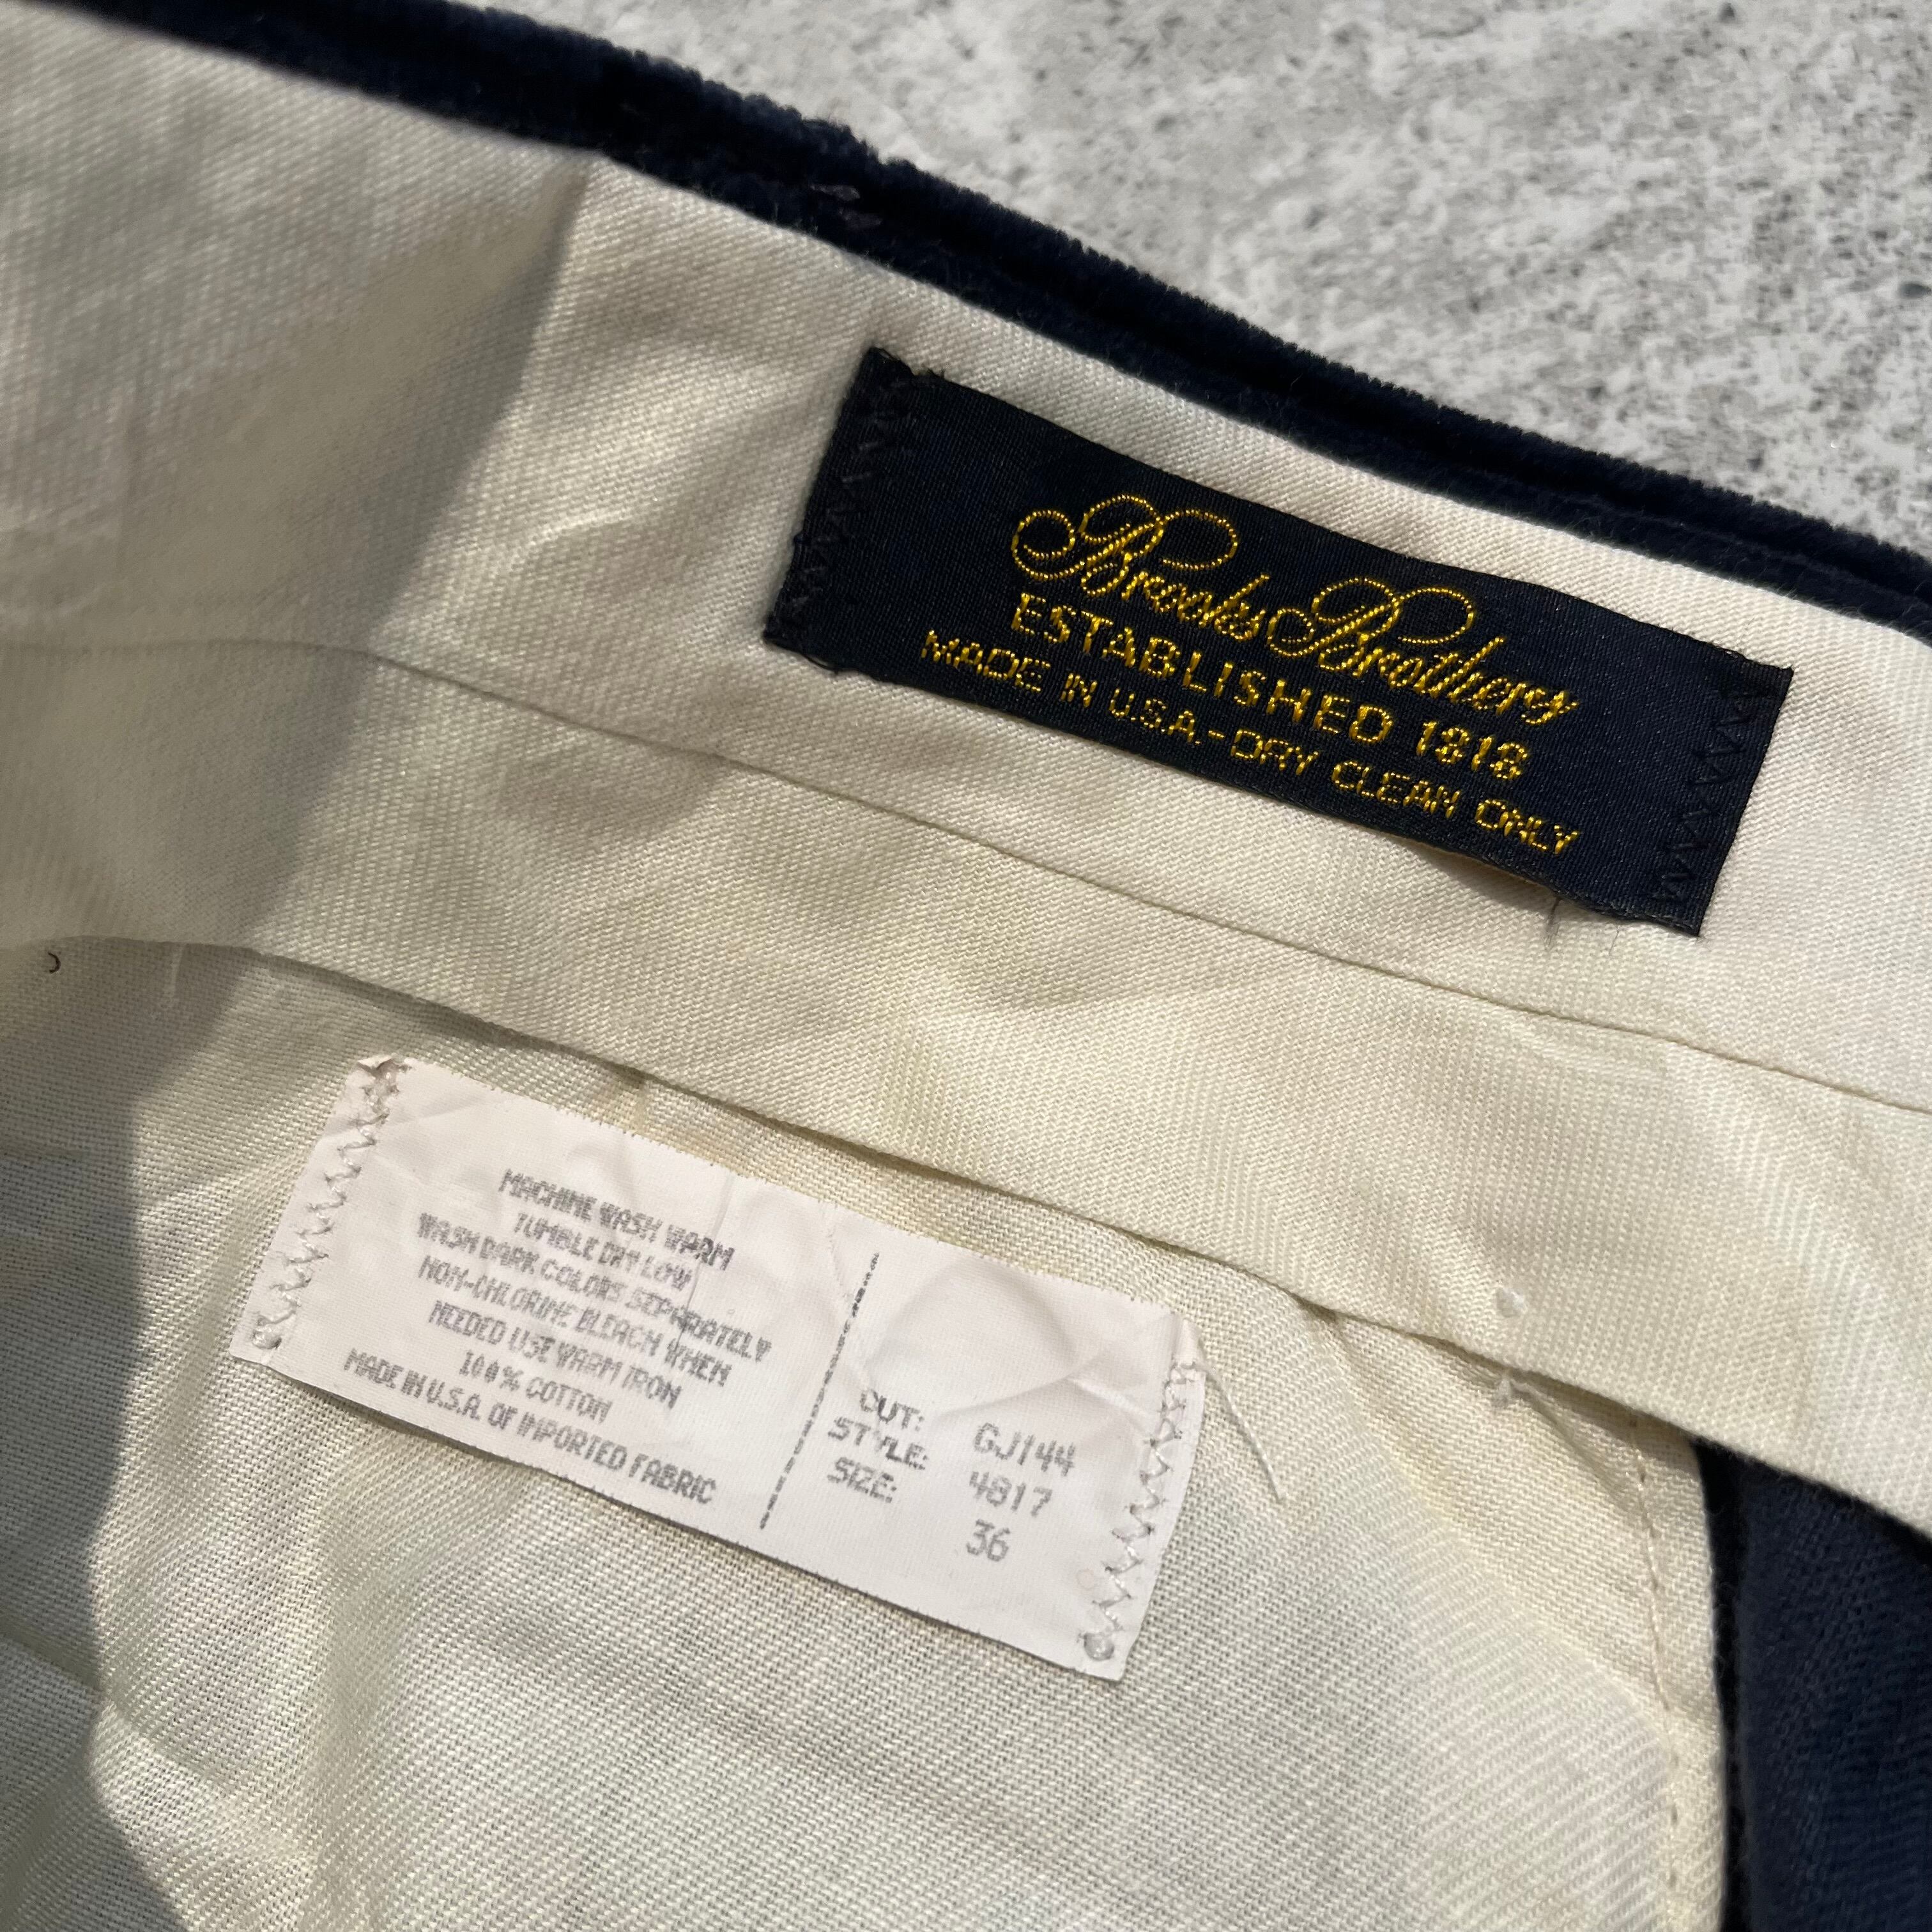 Brooks Brothers
ESTABLISHED 1818
MADE IN U.S.A.-DRY CLEAN ONLY
MACHINE WASH WARM
TUMBLE DRY LOW
WASH DARK COLORS SEPARATELY
NON-CHLORINE BLEACH WHEN
NEEDED USE WARM IRON
100% COTTON
MADE IN U.S.A. OF IMPORTED FABRIC
CUT: GJ144
STYLE: 4817
SIZE: 36